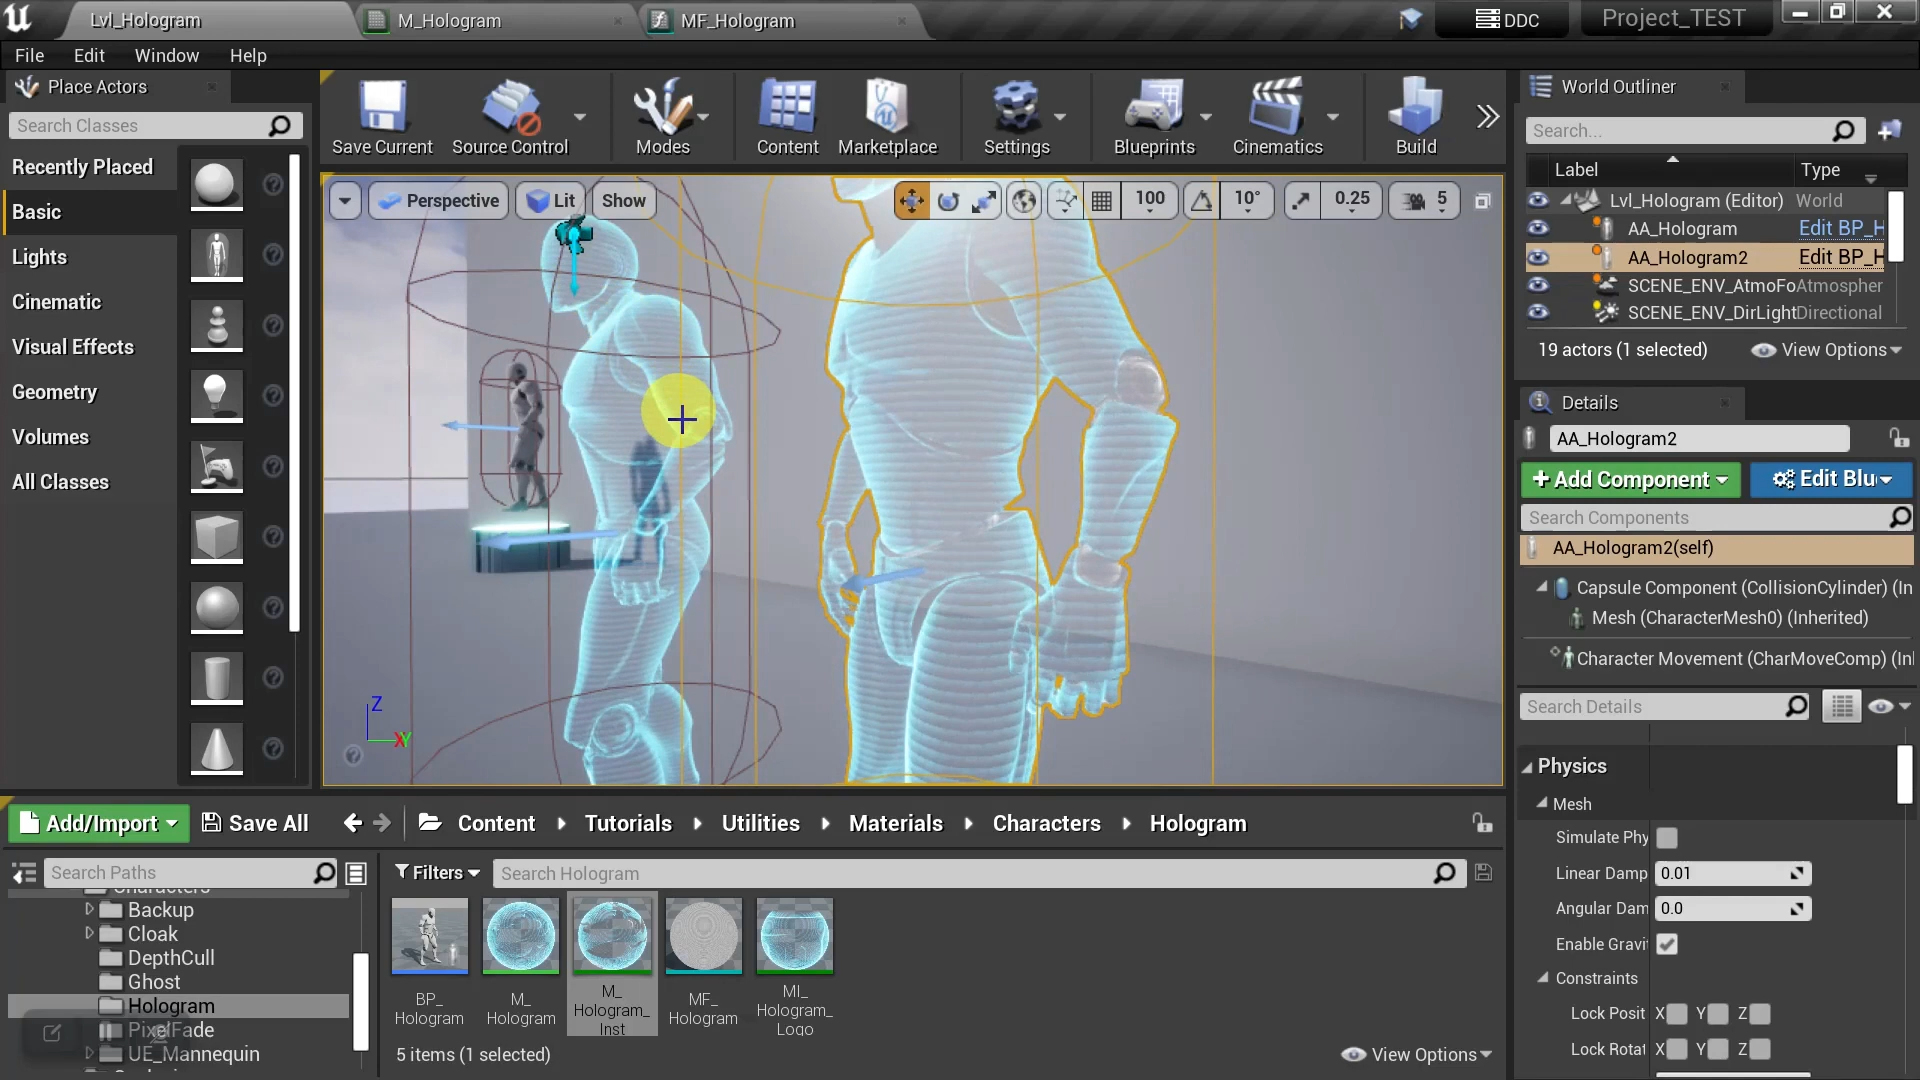 Lvl_Hologram
M_Hologram
MF_Hologram
DDC
Project_TEST
File Edit Window Help
Place Actors
Search Classes
Recently Placed
Basic
Lights
Cinematic
Visual Effects
Geometry
Volumes
All Classes
Save Current
Source Control
Modes
Content
Marketplace
Settings
Blueprints
Cinematics
Build
Perspective
Lit
Show
100
10°
0.25
5
Z
Y
World Outliner
Search...
Label
Type
Lvl_Hologram (Editor) World
AA_Hologram Edit BP_H
AA_Hologram2 Edit BP_H
SCENE_ENV_AtmoFo Atmospher
SCENE_ENV_DirLight Directional
19 actors (1 selected)
View Options
Details
AA_Hologram2
+ Add Component
Edit Blu
Search Components
AA_Hologram2(self)
Capsule Component (CollisionCylinder) (In
Mesh (CharacterMesh0) (Inherited)
Character Movement (CharMoveComp) (Inl
Search Details
Physics
Mesh
Simulate Phy
Linear Damp 0.01
Angular Dam 0.0
Enable Gravit
Constraints
Lock Posit X Y Z
Lock Rotat X Y Z
Add/Import
Save All
Content
Tutorials
Utilities
Materials
Characters
Hologram
Search Paths
Filters
Search Hologram
Characters
Backup
Cloak
DepthCull
Ghost
Hologram
PixelFade
UE_Mannequin
BP_
Hologram
M_
Hologram
M_
Hologram_
Inst
MF_
Hologram
MI_
Hologram_
Logo
5 items (1 selected)
View Options